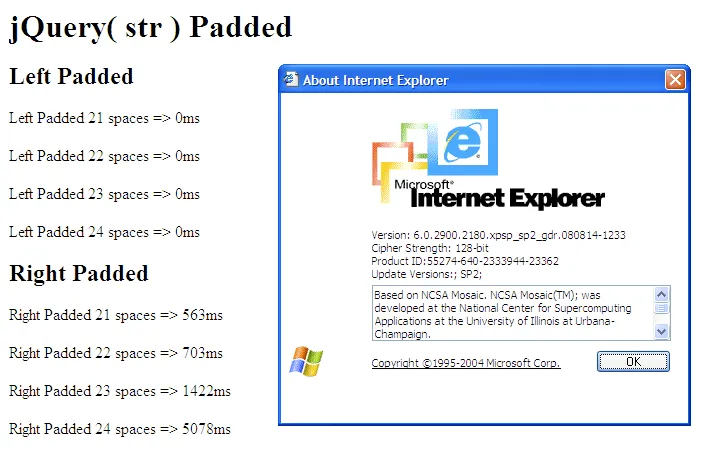 jQuery( str ) Padded
Left Padded
Left Padded 21 spaces => 0ms
Left Padded 22 spaces => 0ms
Left Padded 23 spaces => 0ms
Left Padded 24 spaces => 0ms
Right Padded
Right Padded 21 spaces => 563ms
Right Padded 22 spaces => 703ms
Right Padded 23 spaces => 1422ms
Right Padded 24 spaces => 5078ms
About Internet Explorer
Microsoft®
Internet Explorer
Version: 6.0.2900.2180.xpsp_sp2_gdr.080814-1233
Cipher Strength: 128-bit
Product ID:55274-640-2333944-23362
Update Versions:; SP2;
Based on NCSA Mosaic. NCSA Mosaic(TM); was
developed at the National Center for Supercomputing
Applications at the University of Illinois at Urbana-
Champaign.
Copyright ©1995-2004 Microsoft Corp.
OK